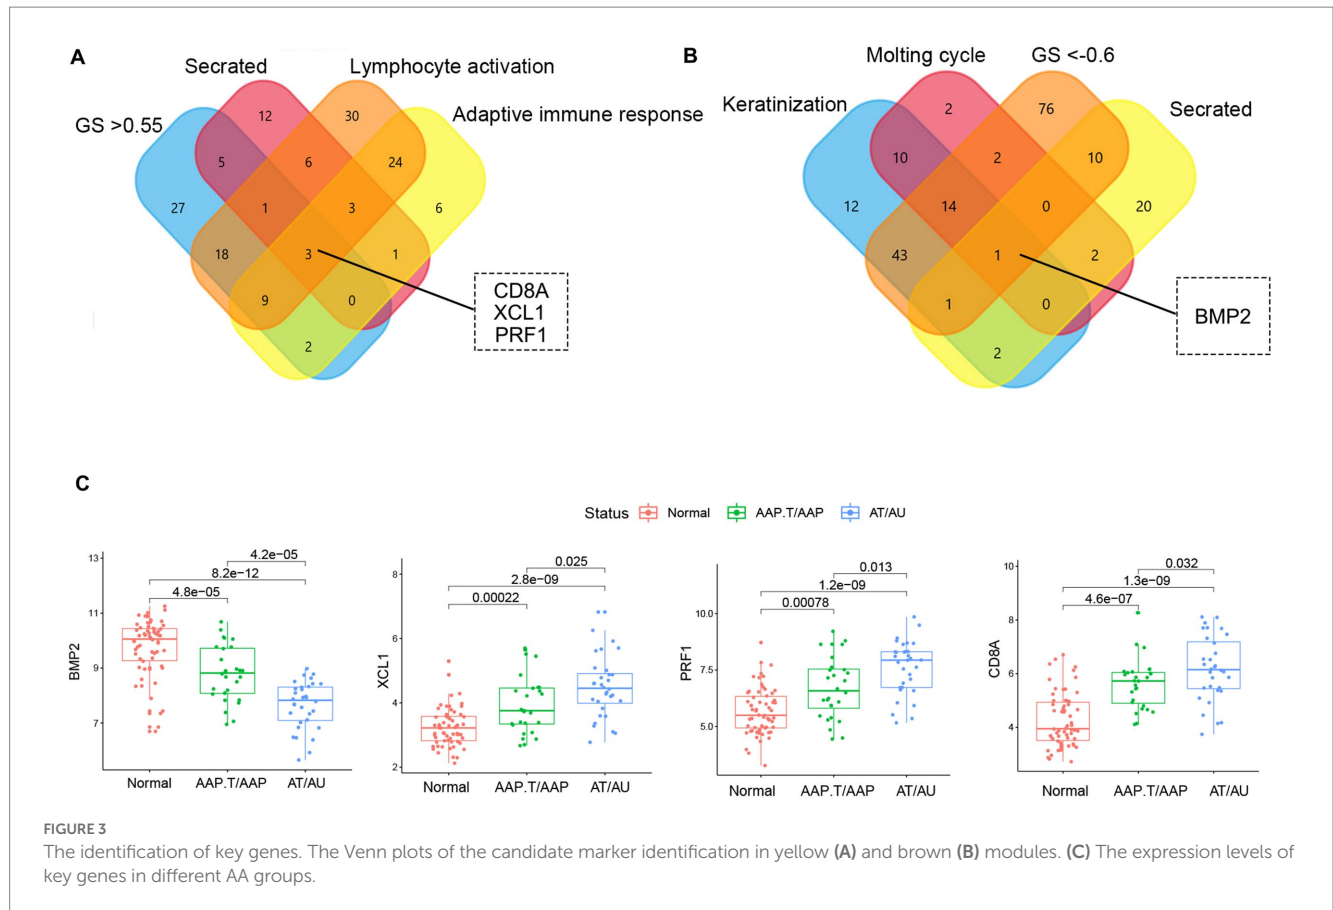 A
Secrated
Lymphocyte activation
GS >0.55
Adaptive immune response
12
30
5
6
24
27
1
3
6
18
3
1
9
0
2
CD8A
XCL1
PRF1
B
Molting cycle
GS <-0.6
Keratinization
Secrated
2
76
10
2
10
12
14
0
20
43
1
2
1
0
2
BMP2
C
Status
Normal
AAP.T/AAP
AT/AU
BMP2
13
11
9
7
4.2e−05
8.2e−12
4.8e−05
Normal
AAP.T/AAP
AT/AU
XCL1
8
6
4
2
0.025
2.8e−09
0.00022
Normal
AAP.T/AAP
AT/AU
PRF1
10.0
7.5
5.0
0.013
1.2e−09
0.00078
Normal
AAP.T/AAP
AT/AU
CD8A
10
8
6
4
0.032
1.3e−09
4.6e−07
Normal
AAP.T/AAP
AT/AU
FIGURE 3
The identification of key genes. The Venn plots of the candidate marker identification in yellow (A) and brown (B) modules. (C) The expression levels of
key genes in different AA groups.